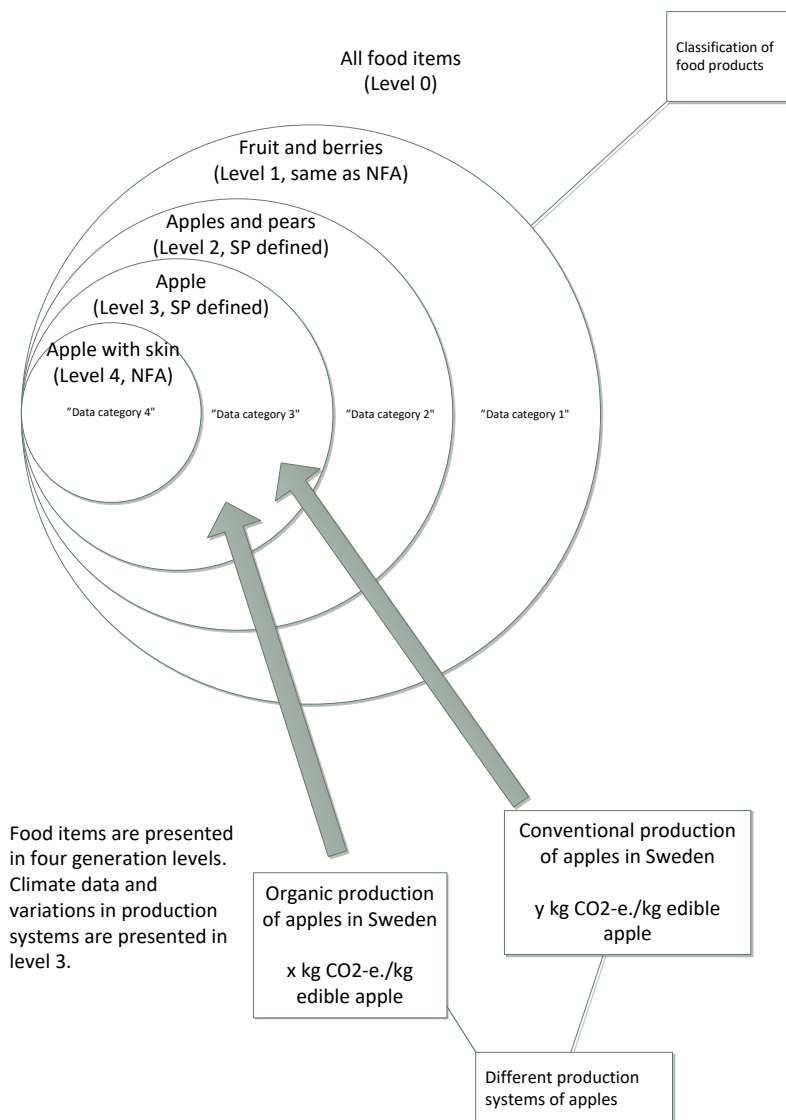 All food items
(Level 0)
Classification of
food products
Fruit and berries
(Level 1, same as NFA)
Apples and pears
(Level 2, SP defined)
Apple
(Level 3, SP defined)
Apple with skin
(Level 4, NFA)
”Data category 4"
”Data category 3"
”Data category 2"
”Data category 1"
Food items are presented
in four generation levels.
Climate data and
variations in production
systems are presented in
level 3.
Organic production
of apples in Sweden
x kg CO2-e./kg
edible apple
Conventional production
of apples in Sweden
y kg CO2-e./kg edible
apple
Different production
systems of apples